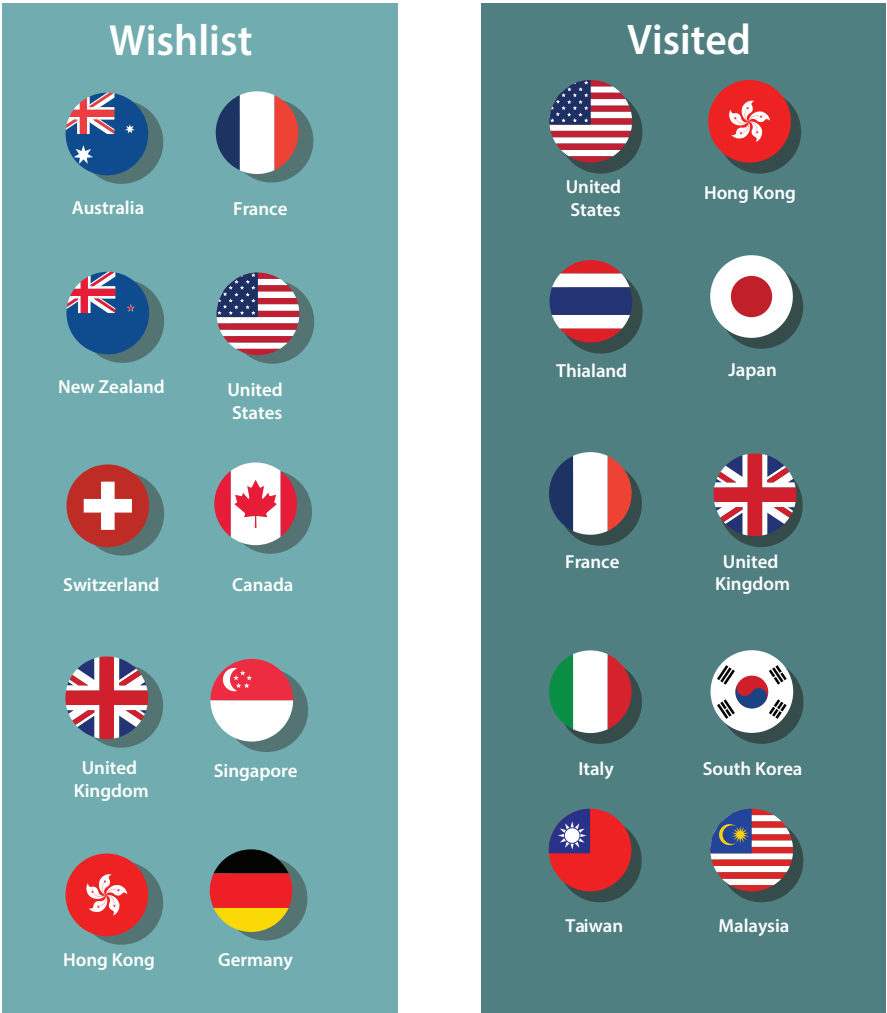 Wishlist
Australia
France
New Zealand
United
States
Switzerland
Canada
United
Kingdom
Singapore
Hong Kong
Germany
Visited
United
States
Hong Kong
Thialand
Japan
France
United
Kingdom
Italy
South Korea
Taiwan
Malaysia